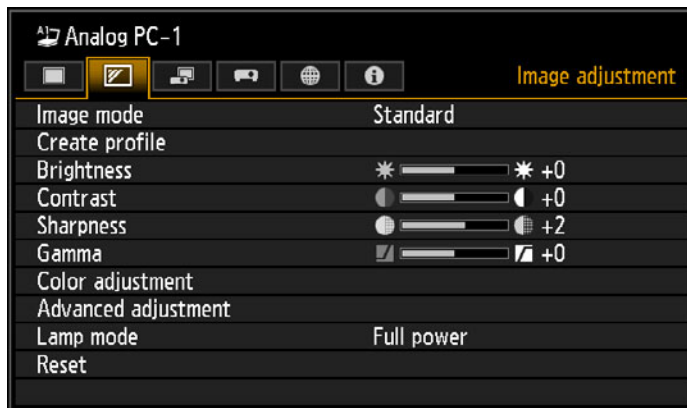 Analog PC-1
Image adjustment
Image mode Standard
Create profile
Brightness +0
Contrast +0
Sharpness +2
Gamma +0
Color adjustment
Advanced adjustment
Lamp mode Full power
Reset